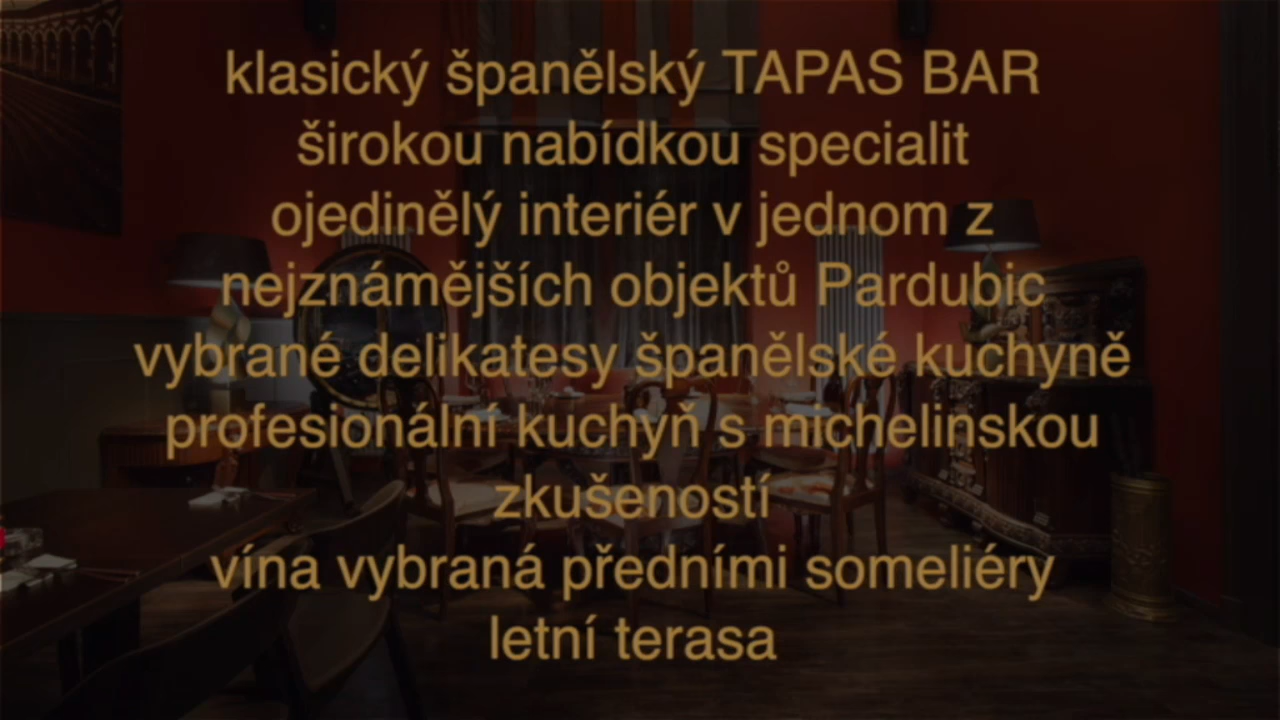 klasický španělský TAPAS BAR
širokou nabídkou specialit
ojedinělý interiér v jednom z
nejznámějších objektů Pardubic
vybrané delikatesy španělské kuchyně
profesionální kuchyň s michelinskou
zkušeností
vína vybraná předními someliéry
letní terasa